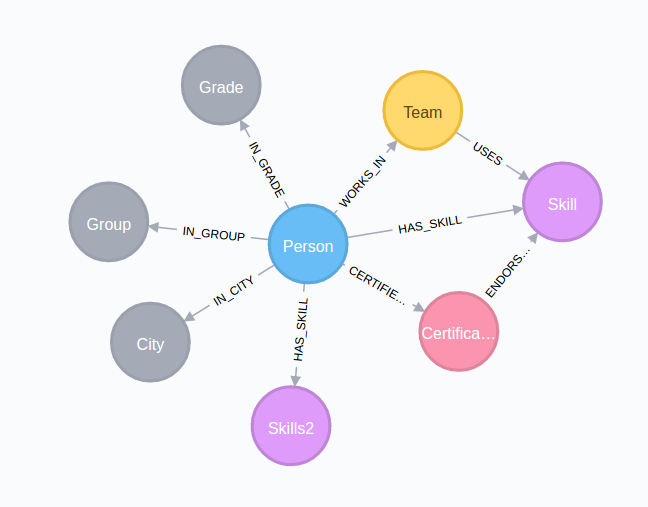 Grade
Team
IN_GRADE
WORKS_IN
USES
Skill
Group
IN_GROUP
Person
HAS_SKILL
IN_CITY
CERTIFIE...
ENDORS...
City
HAS_SKILL
Certifica...
Skills2